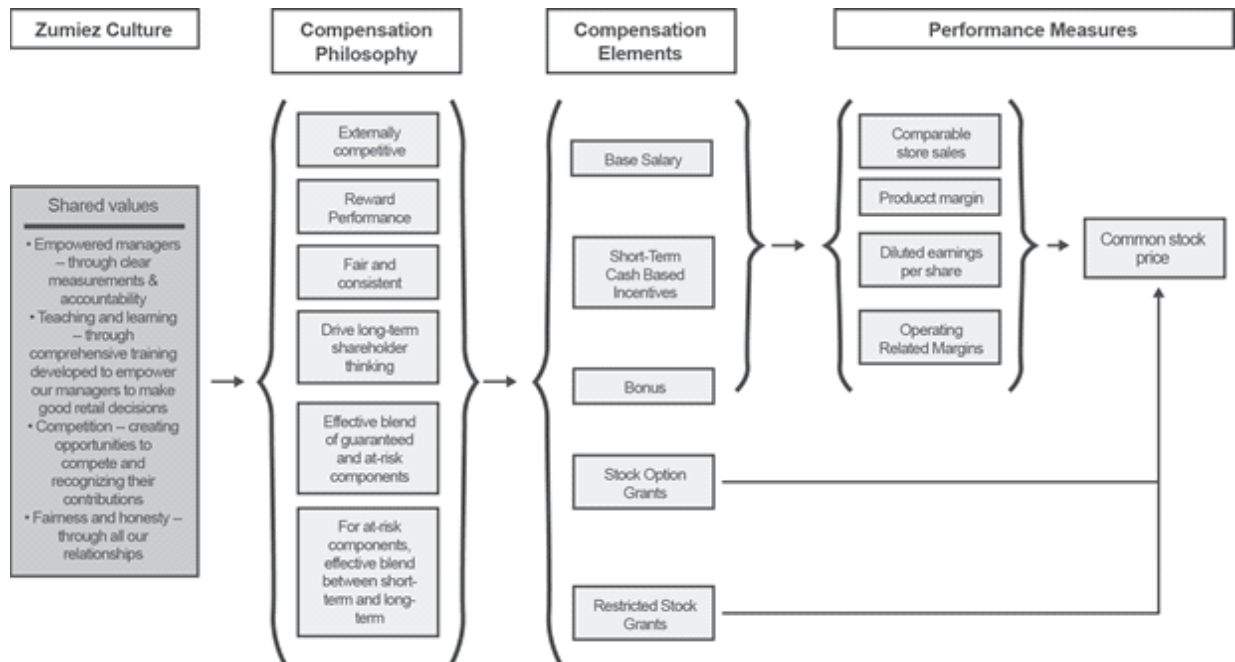 Zumiez Culture
Compensation
Philosophy
Compensation
Elements
Performance Measures
Shared values
• Empowered managers
– through clear
measurements &
accountability
• Teaching and learning
– through
comprehensive training
developed to empower
our managers to make
good retail decisions
• Competition – creating
opportunities to
compete and
recognizing their
contributions
• Fairness and honesty –
through all our
relationships
Externally
competitive
Reward
Performance
Fair and
consistent
Drive long-term
shareholder
thinking
Effective blend
of guaranteed
and at-risk
components
For at-risk
components,
effective blend
between short-
term and long-
term
Base Salary
Short-Term
Cash Based
Incentives
Bonus
Stock Option
Grants
Restricted Stock
Grants
Comparable
store sales
Producct margin
Diluted earnings
per share
Operating
Related Margins
Common stock
price